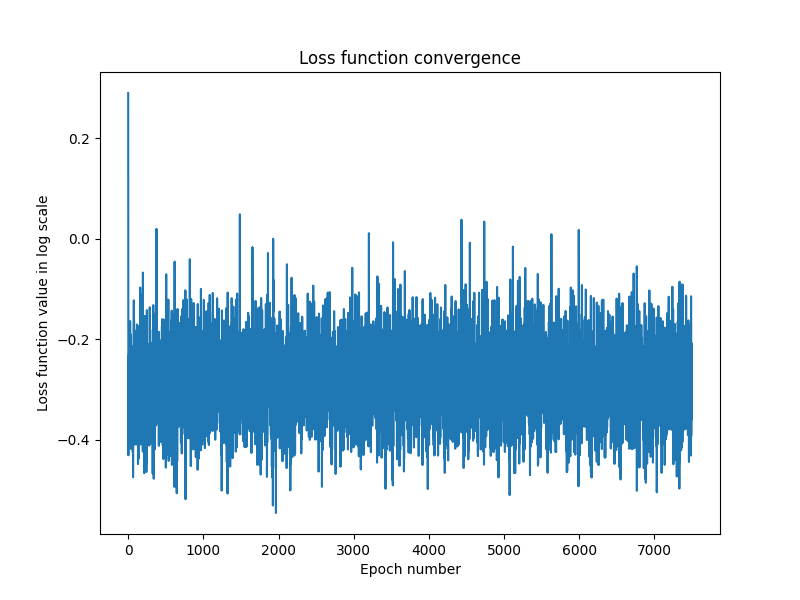 Loss function convergence
Loss function value in log scale
0.2
0.0
−0.2
−0.4
0 1000 2000 3000 4000 5000 6000 7000
Epoch number